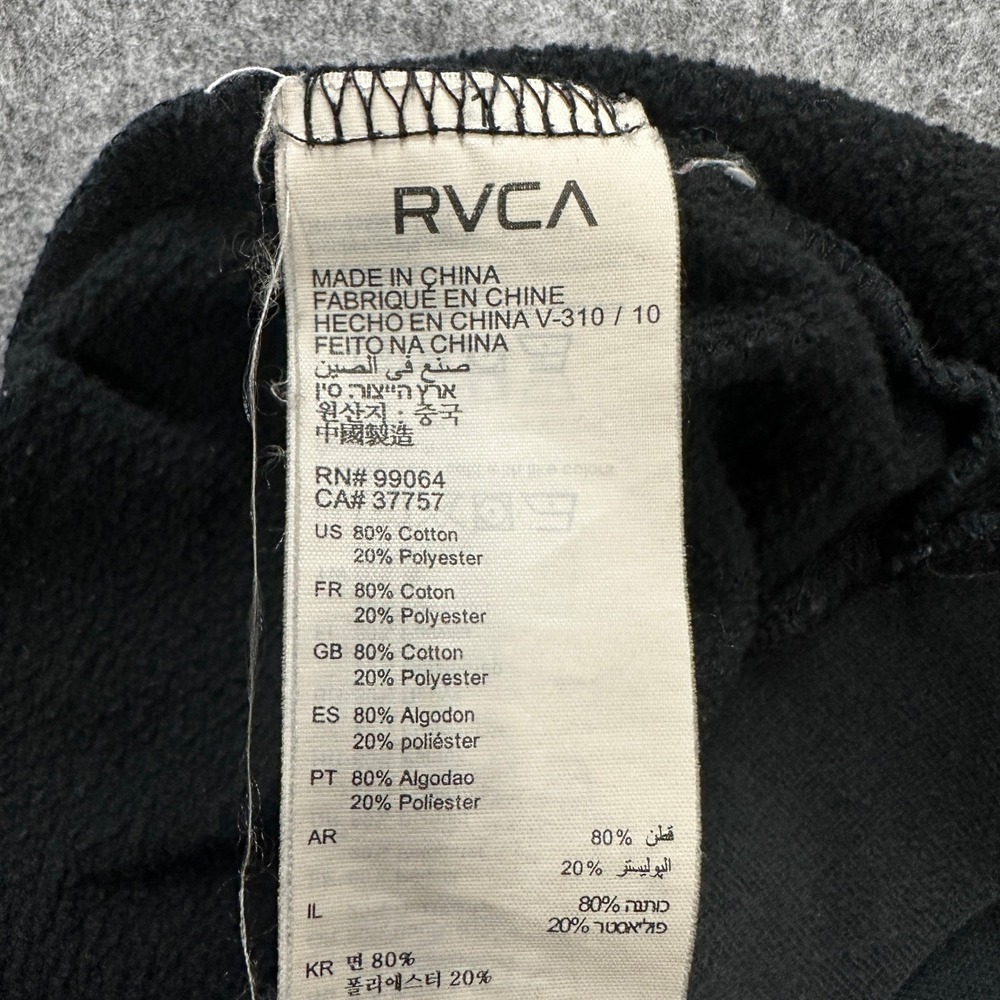 RVCA
MADE IN CHINA
FABRIQUÉ EN CHINE
HECHO EN CHINA V-310 / 10
FEITO NA CHINA
صنع في الصين
ארץ הייצור: סין
원산지 : 중국
中國製造
RN# 99064
CA# 37757
US 80% Cotton
20% Polyester
FR 80% Coton
20% Polyester
GB 80% Cotton
20% Polyester
ES 80% Algodon
20% poliéster
PT 80% Algodao
20% Poliester
AR 80% قطن
20% البوليستر
IL 80% כותנה
20% פוליאסטר
KR 면 80%
폴리에스터 20%